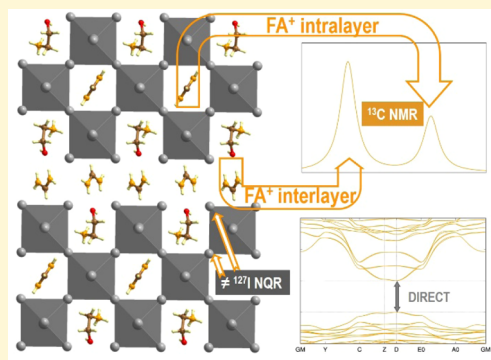 FA⁺ intralayer
¹³C NMR
FA⁺ interlayer
≠ ¹²⁷I NQR
DIRECT
GM Y C Z D E0 A0 GM